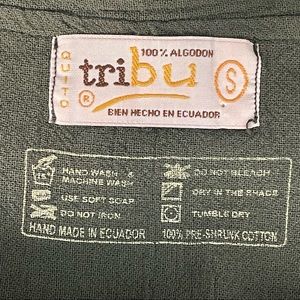 100% ALGODON
QUITO
tribu
®
S
BIEN HECHO EN ECUADOR
HAND WASH &
MACHINE WASH
USE SOFT SOAP
DO NOT IRON
DO NOT BLEACH
DRY IN THE SHADE
TUMBLE DRY
HAND MADE IN ECUADOR
100% PRE-SHRUNK COTTON